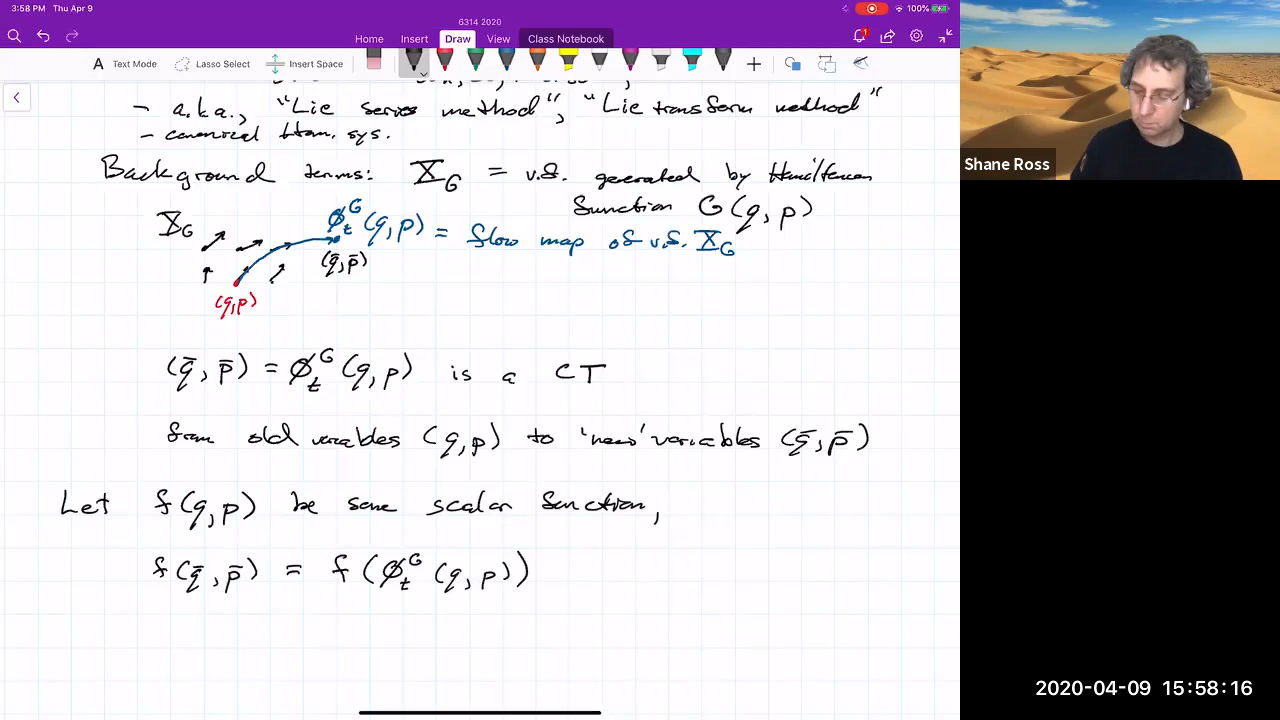 3:58 PM Thu Apr 9
100%
6314 2020
Home Insert Draw View Class Notebook
Text Mode Lasso Select Insert Space
- a.k.a., "Lie series method", "Lie transform method"
- canonical Ham. sys.
Background terms: X_G = v.f. generated by Hamiltonian
function G(q, p)
X_G
ϕ_t^G (q, p) = flow map of v.f. X_G
(q̄, p̄)
(q,p)
(q̄, p̄) = ϕ_t^G (q, p) is a CT
from old variables (q, p) to 'new' variables (q̄, p̄)
Let f(q, p) be some scalar function,
f(q̄, p̄) = f(ϕ_t^G (q, p))
Shane Ross
2020-04-09 15:58:16